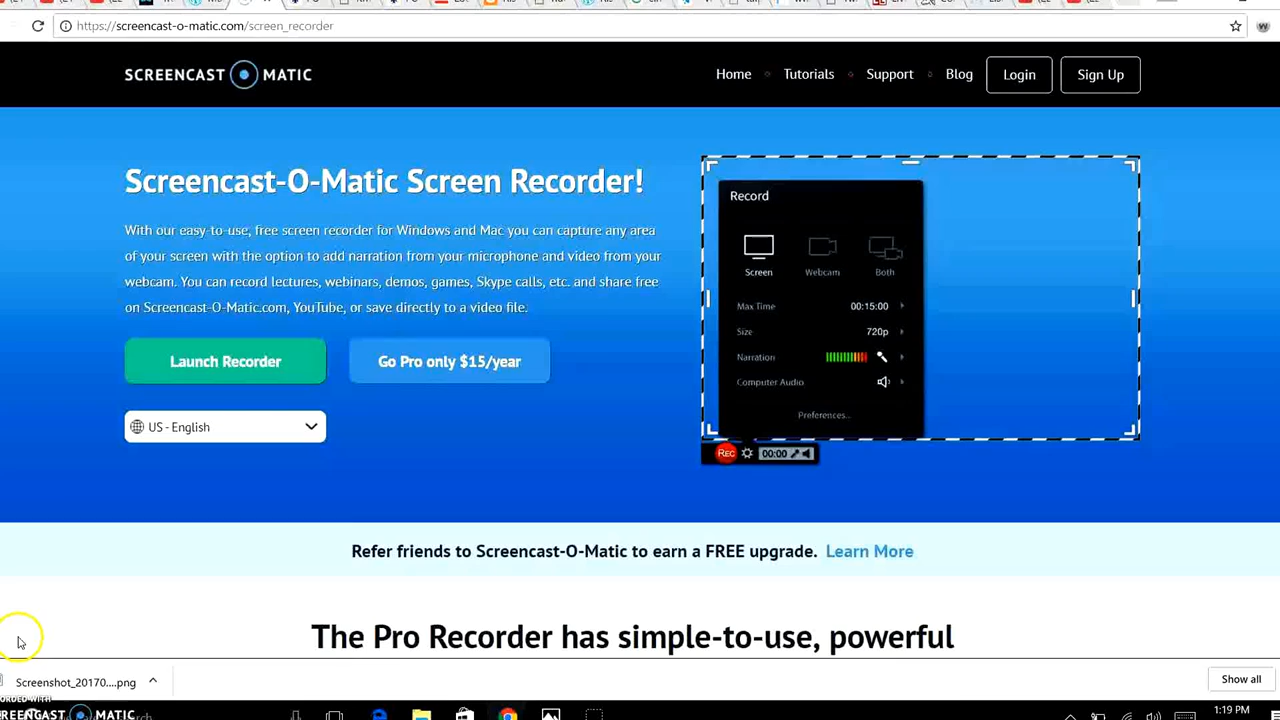 https://screencast-o-matic.com/screen_recorder
SCREENCAST MATIC
Home
Tutorials
Support
Blog
Login
Sign Up
Screencast-O-Matic Screen Recorder!
With our easy-to-use, free screen recorder for Windows and Mac you can capture any area
of your screen with the option to add narration from your microphone and video from your
webcam. You can record lectures, webinars, demos, games, Skype calls, etc. and share free
on Screencast-O-Matic.com, YouTube, or save directly to a video file.
Launch Recorder
Go Pro only $15/year
US - English
Record
Screen
Webcam
Both
Max Time 00:15:00
Size 720p
Narration
Computer Audio
Preferences...
REC 00:00
Refer friends to Screencast-O-Matic to earn a FREE upgrade. Learn More
The Pro Recorder has simple-to-use, powerful
Screenshot_20170....png
Show all
MATIC
1:19 PM